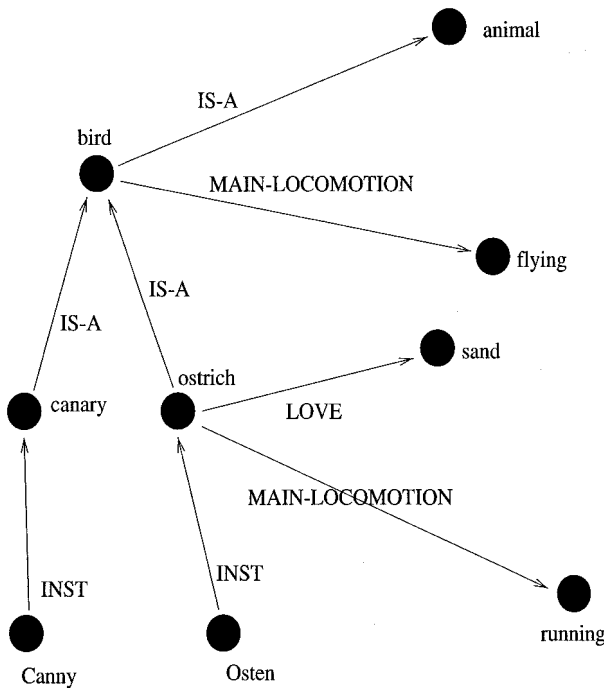 animal
IS-A
bird
MAIN-LOCOMOTION
flying
IS-A
IS-A
sand
ostrich
canary
LOVE
MAIN-LOCOMOTION
INST
INST
running
Canny
Osten